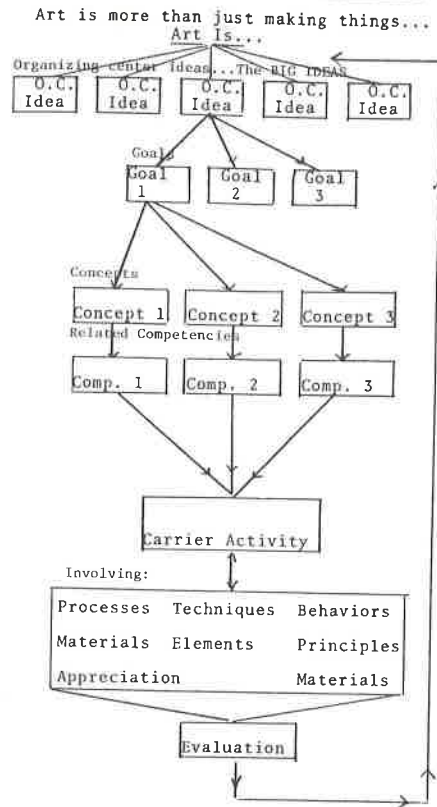 Art is more than just making things...
Art Is...
Organizing center ideas...The BIG IDEAS
O.C. Idea
O.C. Idea
O.C. Idea
O.C. Idea
O.C. Idea
Goals
Goal 1
Goal 2
Goal 3
Concepts
Concept 1
Concept 2
Concept 3
Related Competencies
Comp. 1
Comp. 2
Comp. 3
Carrier Activity
Involving:
Processes Techniques Behaviors
Materials Elements Principles
Appreciation Materials
Evaluation